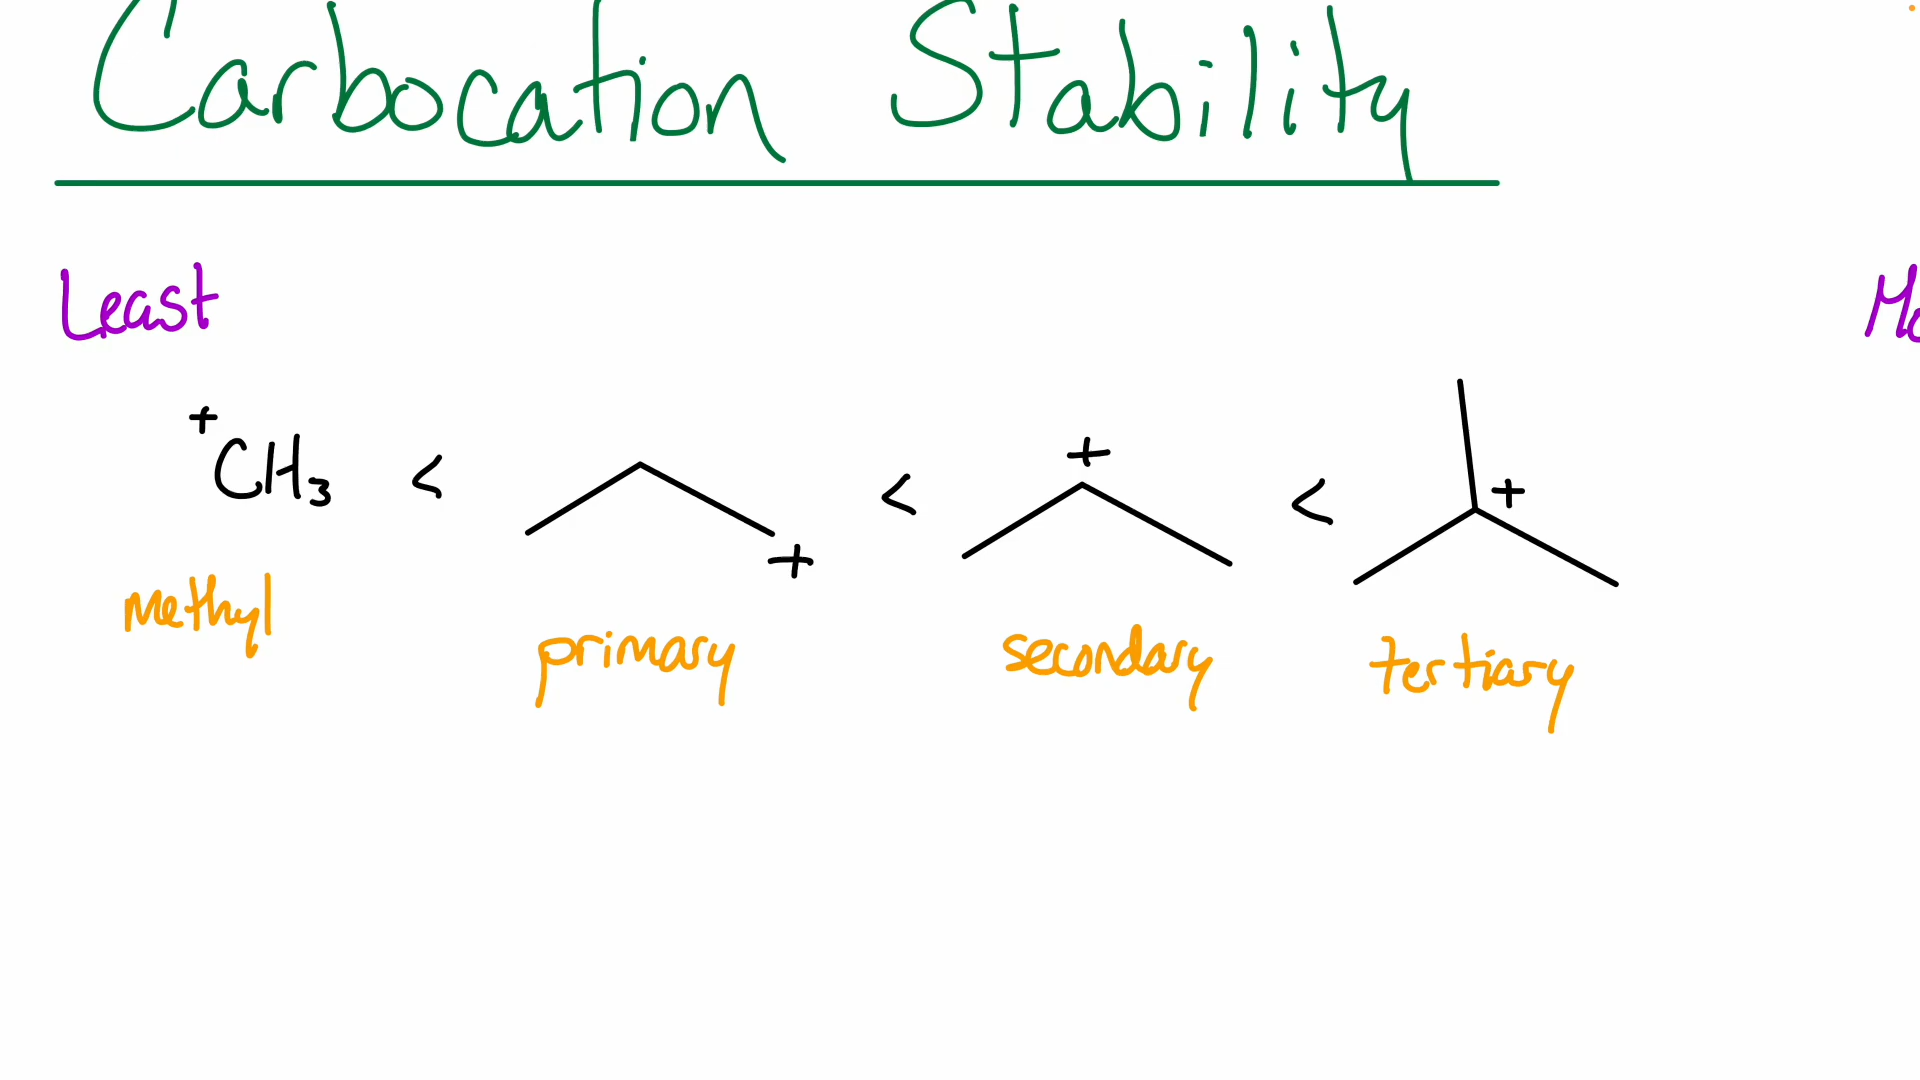 Carbocation Stability
Least
+CH3 < + < + < +
methyl primary secondary tertiary